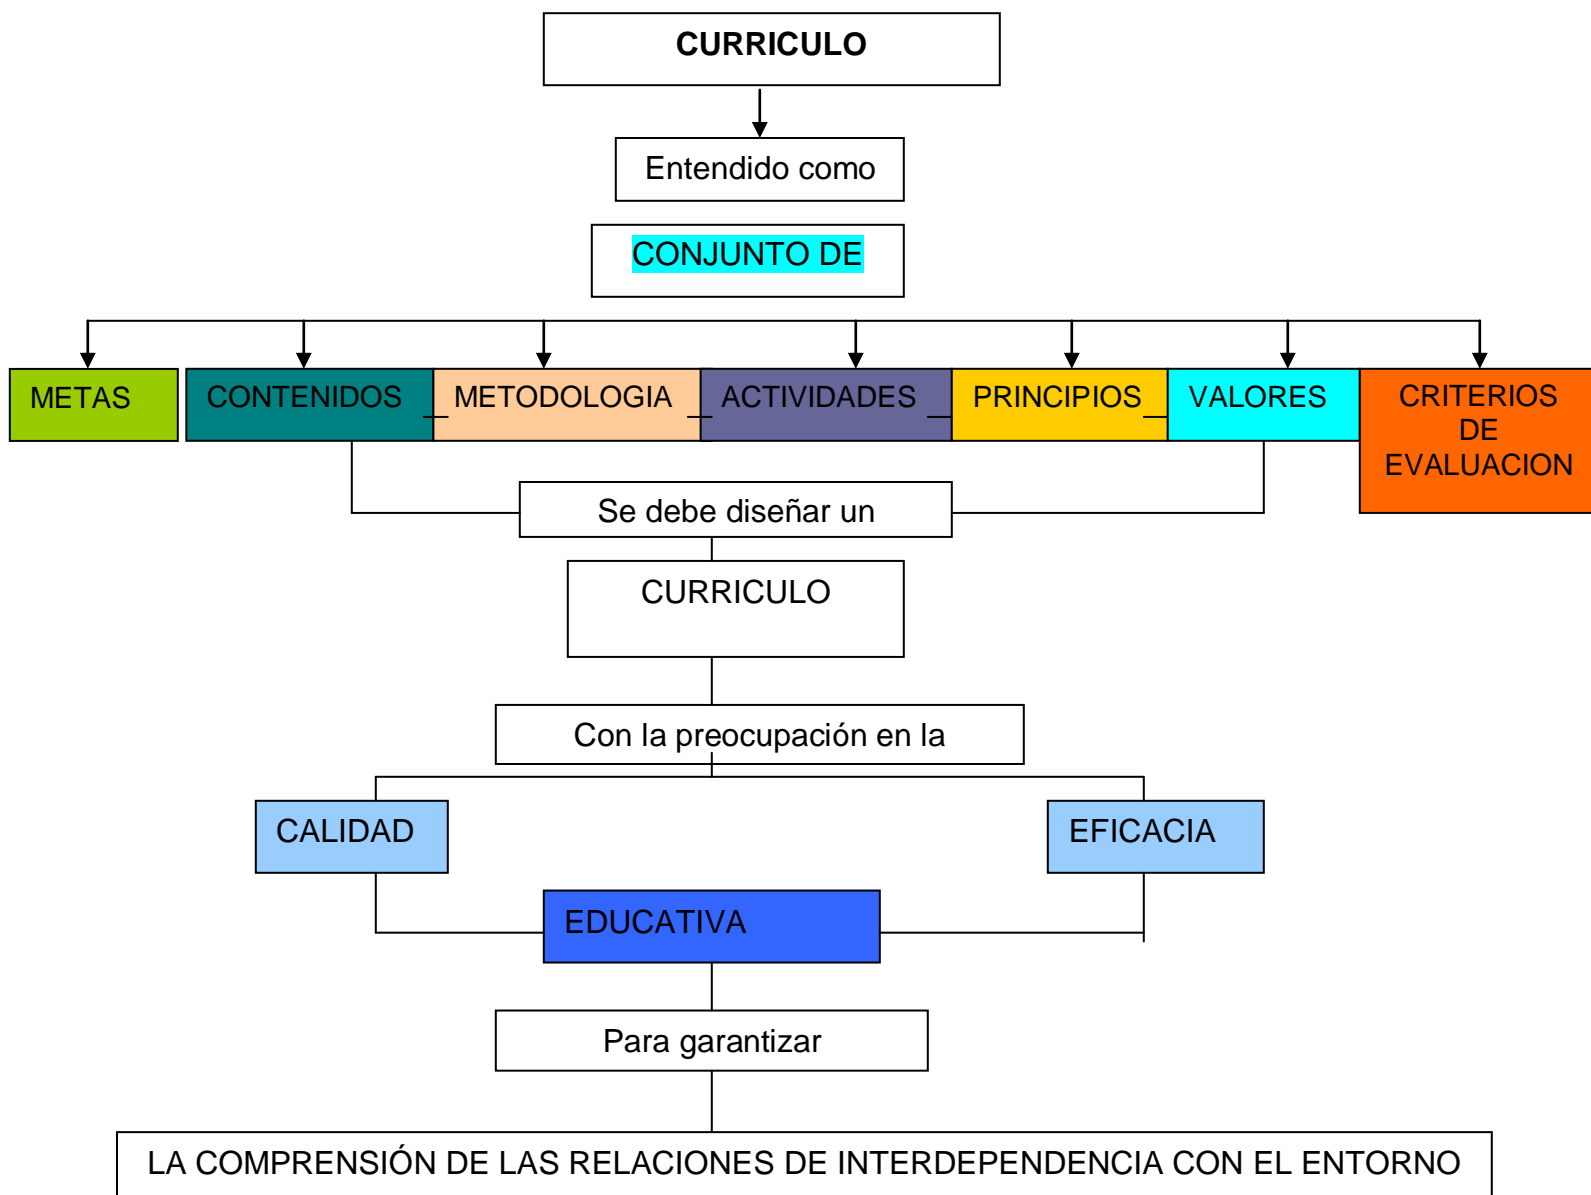 CURRICULO
Entendido como
CONJUNTO DE
METAS
CONTENIDOS
METODOLOGIA
ACTIVIDADES
PRINCIPIOS
VALORES
CRITERIOS
DE
EVALUACION
Se debe diseñar un
CURRICULO
Con la preocupación en la
CALIDAD
EFICACIA
EDUCATIVA
Para garantizar
LA COMPRENSIÓN DE LAS RELACIONES DE INTERDEPENDENCIA CON EL ENTORNO